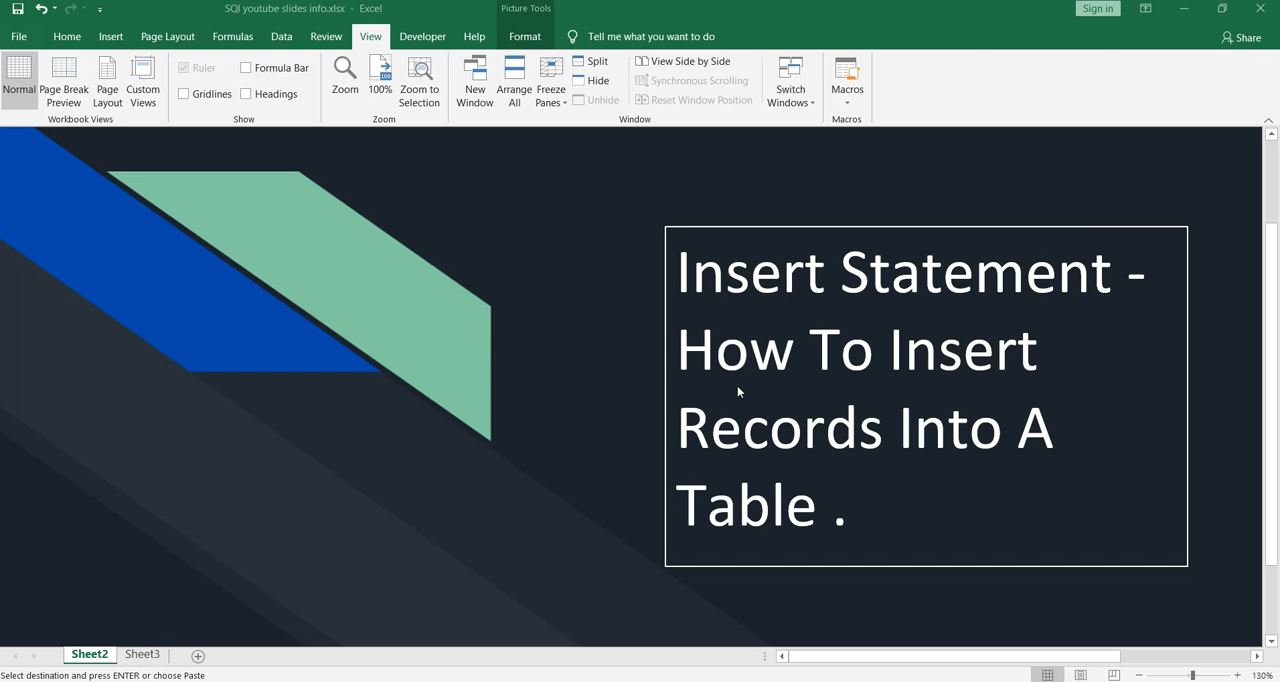 SQl youtube slides info.xlsx - Excel
Picture Tools
Sign in
File Home Insert Page Layout Formulas Data Review View Developer Help Format Tell me what you want to do
Share
Normal
Page Break Preview
Page Layout
Custom Views
Workbook Views
Ruler
Formula Bar
Gridlines
Headings
Show
Zoom
100%
Zoom to Selection
Zoom
New Window
Arrange All
Freeze Panes
Split
Hide
Unhide
View Side by Side
Synchronous Scrolling
Reset Window Position
Window
Switch Windows
Macros
Macros
Insert Statement -
How To Insert
Records Into A
Table .
Sheet2 Sheet3
Select destination and press ENTER or choose Paste
130%